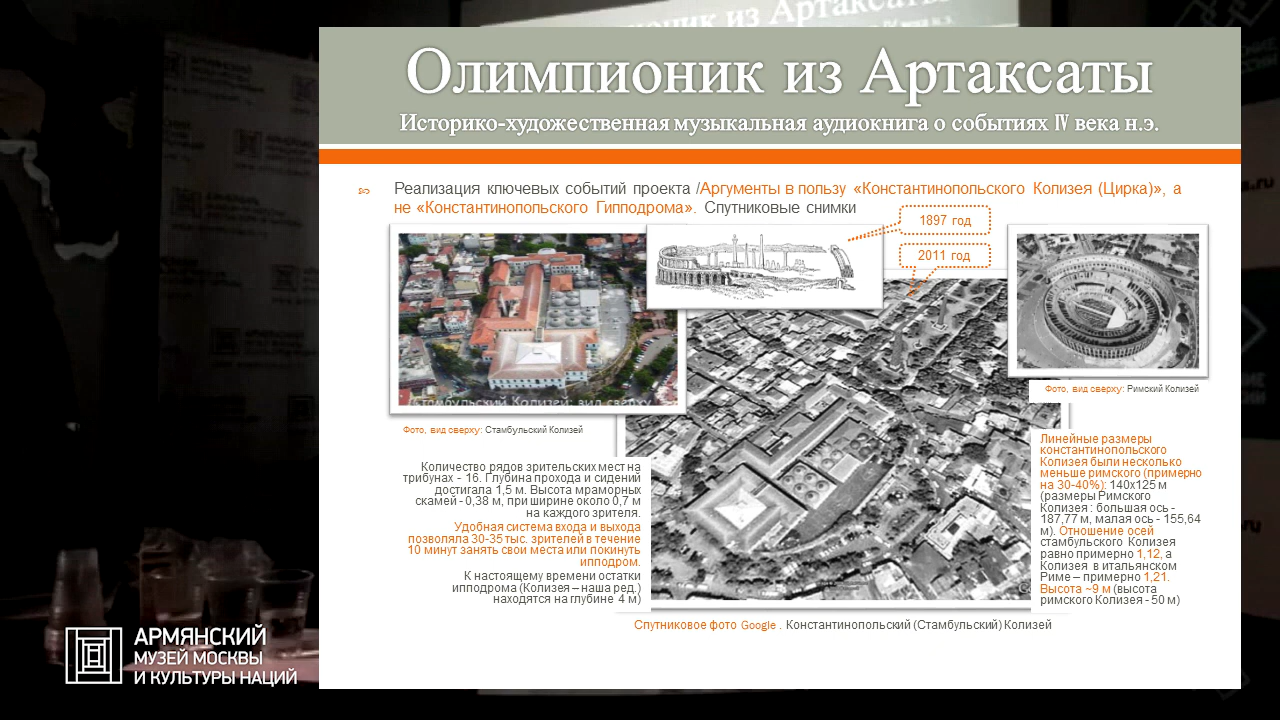 Олимпионик из Артаксаты
Историко-художественная музыкальная аудиокнига о событиях IV века н.э.
Реализация ключевых событий проекта /Аргументы в пользу «Константинопольского Колизея (Цирка)», а
не «Константинопольского Гипподрома». Спутниковые снимки
1897 год
2011 год
Стамбульский Колизей: вид сверху
Фото, вид сверху: Римский Колизей
Фото, вид сверху: Стамбульский Колизей
Количество рядов зрительских мест на
трибунах - 16. Глубина прохода и сидений
достигала 1,5 м. Высота мраморных
скамей - 0,38 м, при ширине около 0,7 м
на каждого зрителя.
Удобная система входа и выхода
позволяла 30-35 тыс. зрителей в течение
10 минут занять свои места или покинуть
ипподром.
К настоящему времени остатки
ипподрома (Колизея – наша ред.)
находятся на глубине 4 м)
Линейные размеры
константинопольского
Колизея были несколько
меньше римского (примерно
на 30-40%): 140х125 м
(размеры Римского
Колизея : большая ось -
187,77 м, малая ось - 155,64
м). Отношение осей
стамбульского Колизея
равно примерно 1,12, а
Колизея в итальянском
Риме – примерно 1,21.
Высота ~9 м (высота
римского Колизея - 50 м)
Спутниковое фото Google . Константинопольский (Стамбульский) Колизей
АРМЯНСКИЙ
МУЗЕЙ МОСКВЫ
И КУЛЬТУРЫ НАЦИЙ